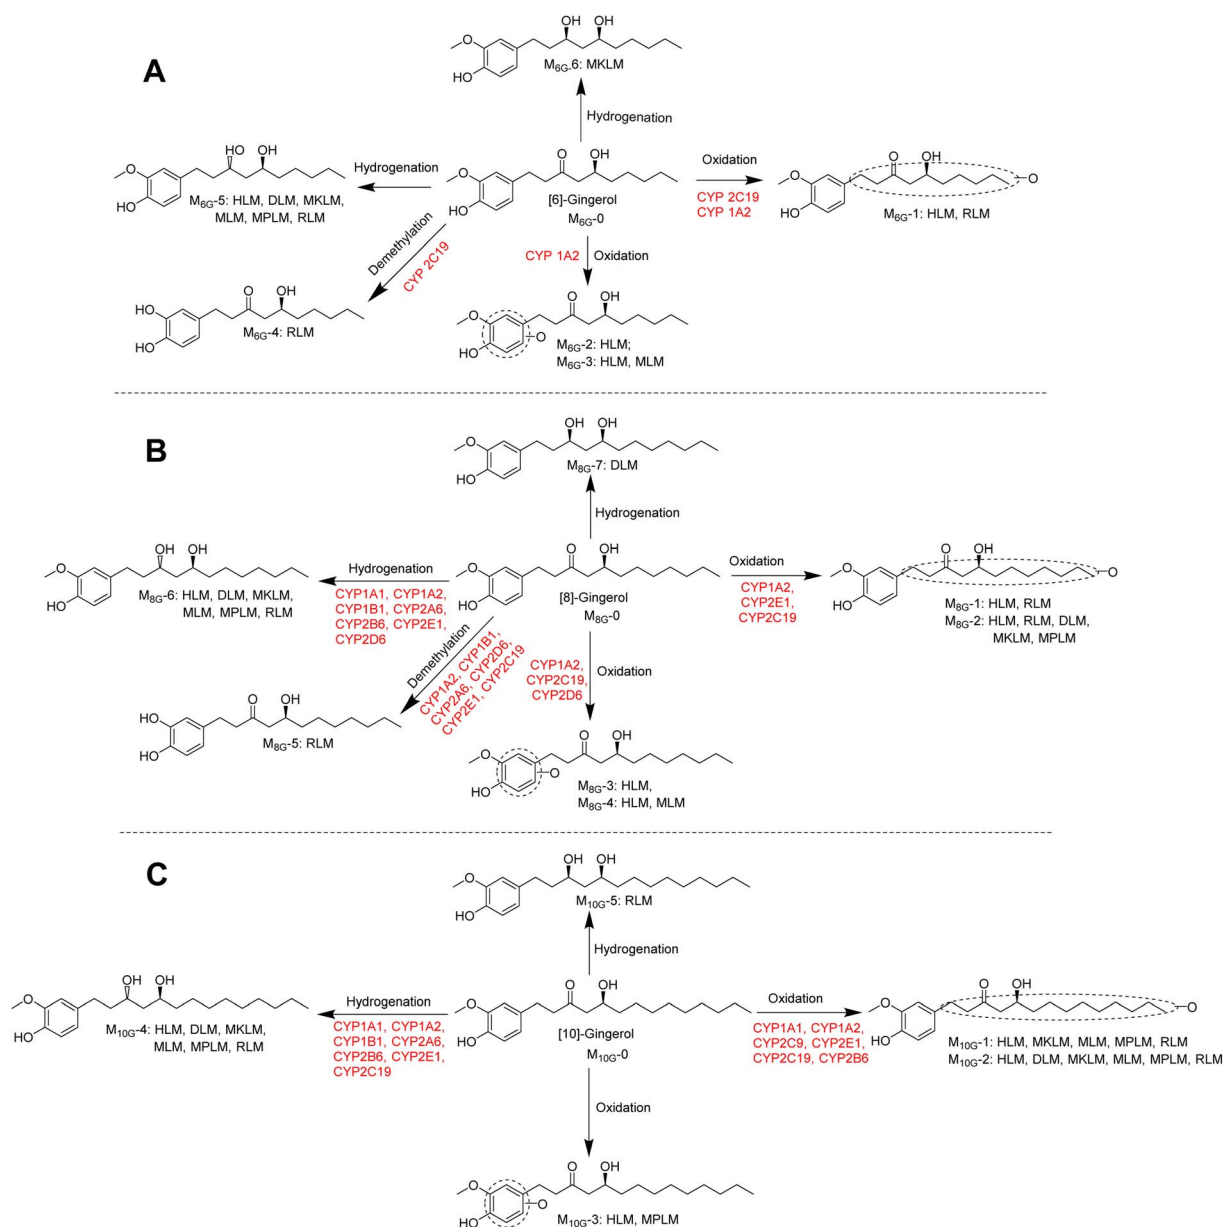 A
OH OH
O
HO
M6G-6: MKLM
Hydrogenation
HO OH
O
HO
M6G-5: HLM, DLM, MKLM,
MLM, MPLM, RLM
Hydrogenation
O OH
O
HO
[6]-Gingerol
M6G-0
Oxidation
CYP 2C19
CYP 1A2
O OH
O
HO
O
M6G-1: HLM, RLM
Demethylation
CYP 2C19
O OH
HO
HO
M6G-4: RLM
CYP 1A2 Oxidation
O OH
O
HO
O
M6G-2: HLM;
M6G-3: HLM, MLM
B
OH OH
O
HO
M8G-7: DLM
Hydrogenation
OH OH
O
HO
M8G-6: HLM, DLM, MKLM,
MLM, MPLM, RLM
Hydrogenation
CYP1A1, CYP1A2,
CYP1B1, CYP2A6,
CYP2B6, CYP2E1,
CYP2D6
O OH
O
HO
[8]-Gingerol
M8G-0
Oxidation
CYP1A2,
CYP2E1,
CYP2C19
O OH
O
HO
O
M8G-1: HLM, RLM
M8G-2: HLM, RLM, DLM,
MKLM, MPLM
Demethylation
CYP1A2, CYP1B1,
CYP2A6, CYP2D6,
CYP2E1, CYP2C19
O OH
HO
HO
M8G-5: RLM
CYP1A2,
CYP2C19,
CYP2D6
Oxidation
O OH
O
HO
O
M8G-3: HLM,
M8G-4: HLM, MLM
C
OH OH
O
HO
M10G-5: RLM
Hydrogenation
OH OH
O
HO
M10G-4: HLM, DLM, MKLM,
MLM, MPLM, RLM
Hydrogenation
CYP1A1, CYP1A2,
CYP1B1, CYP2A6,
CYP2B6, CYP2E1,
CYP2C19
O OH
O
HO
[10]-Gingerol
M10G-0
Oxidation
CYP1A1, CYP1A2,
CYP2C9, CYP2E1,
CYP2C19, CYP2B6
O OH
O
HO
O
M10G-1: HLM, MKLM, MLM, MPLM, RLM
M10G-2: HLM, DLM, MKLM, MLM, MPLM, RLM
Oxidation
O OH
O
HO
O
M10G-3: HLM, MPLM